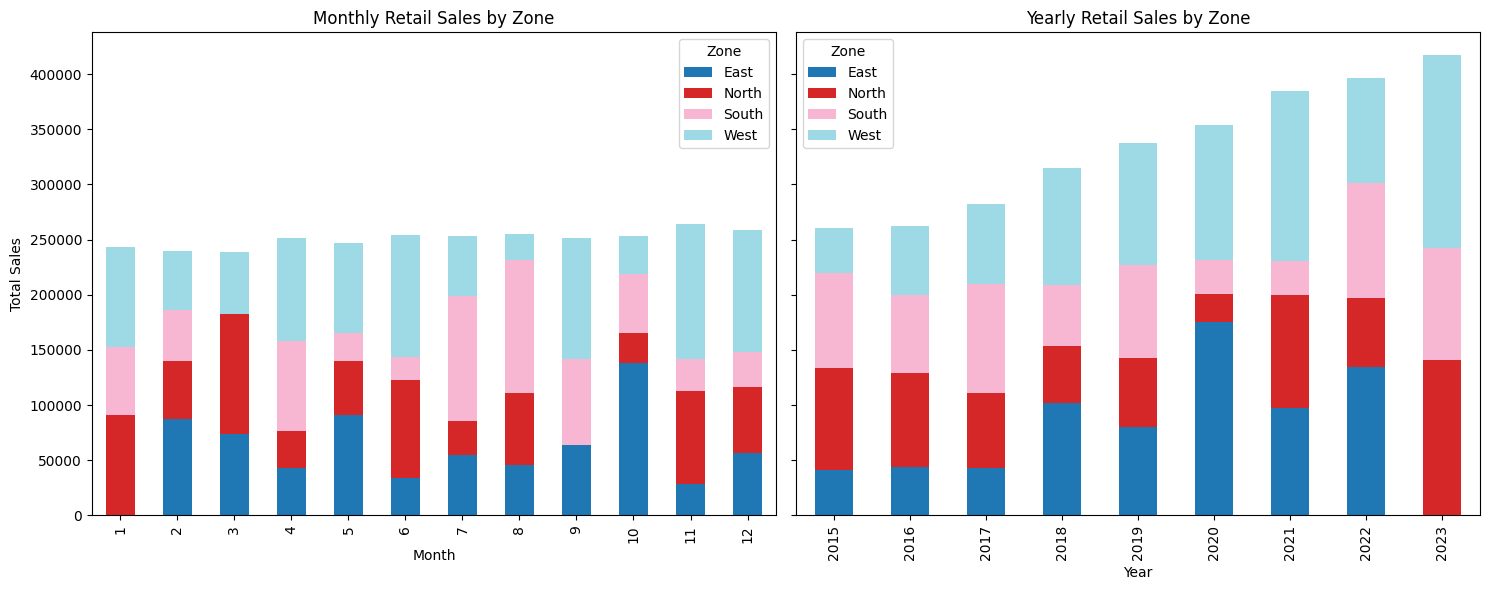 Monthly Retail Sales by Zone
Total Sales
400000
350000
300000
250000
200000
150000
100000
50000
0
Zone
East
North
South
West
1 2 3 4 5 6 7 8 9 10 11 12
Month
Yearly Retail Sales by Zone
Zone
East
North
South
West
2015 2016 2017 2018 2019 2020 2021 2022 2023
Year